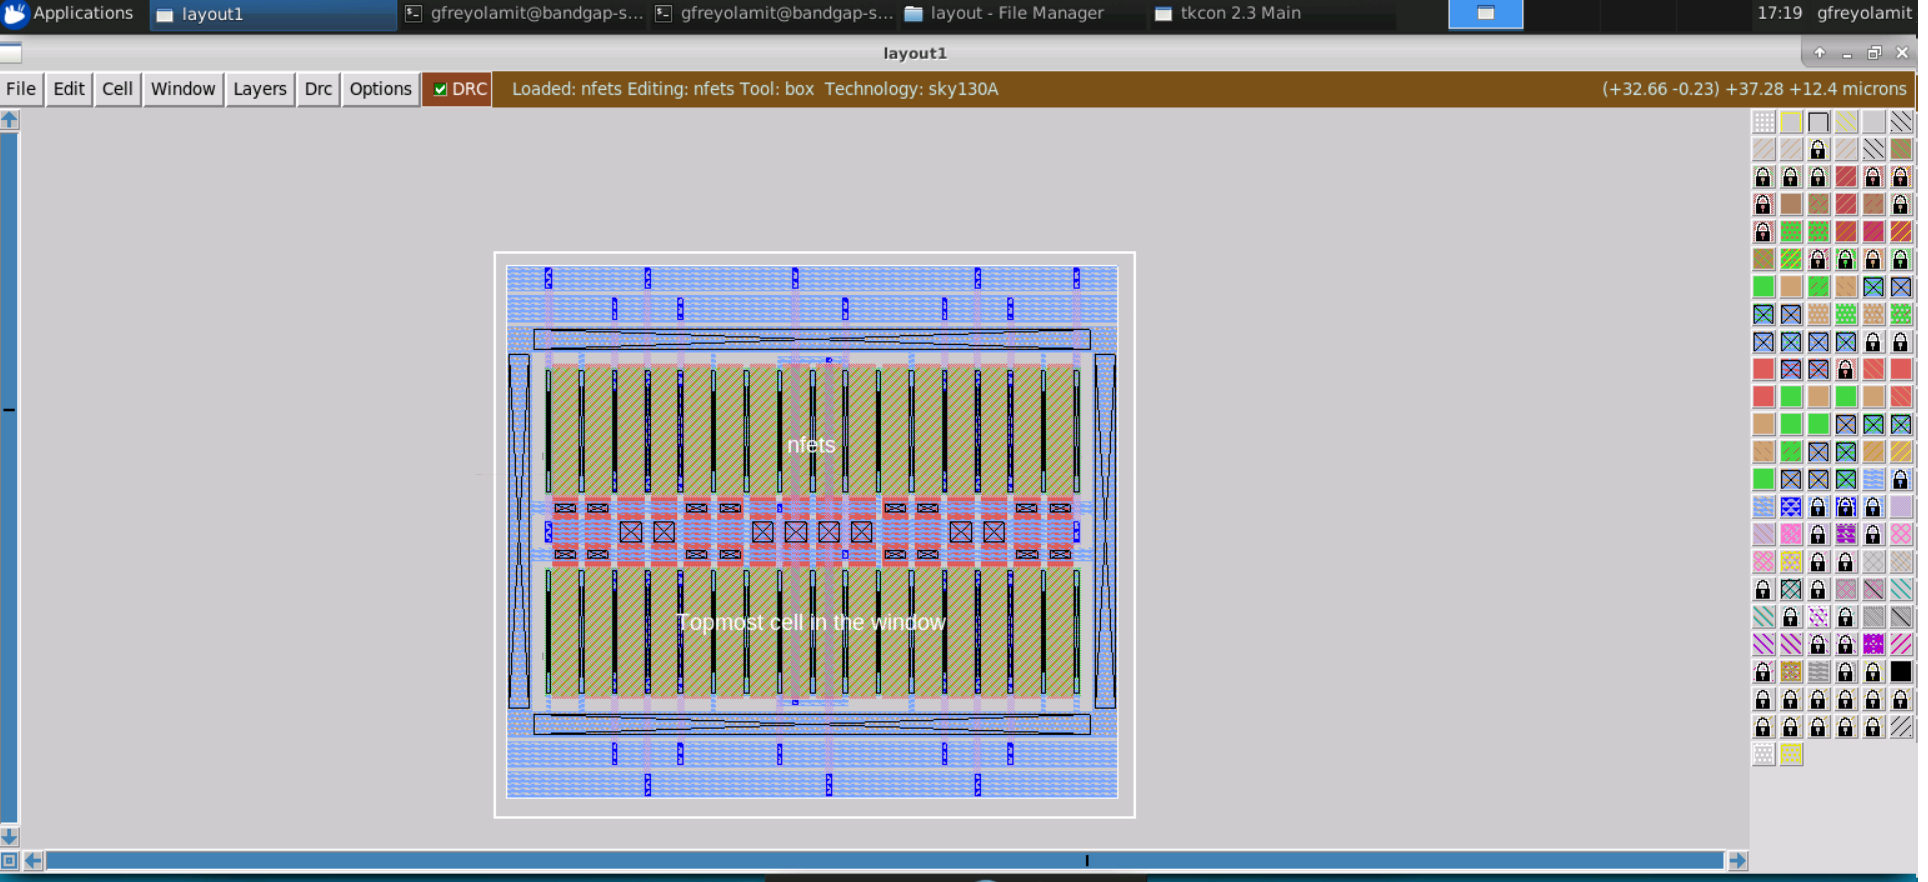 Applications
layout1
gfreyolamit@bandgap-s...
gfreyolamit@bandgap-s...
layout - File Manager
tkcon 2.3 Main
17:19
gfreyolamit
layout1
File
Edit
Cell
Window
Layers
Drc
Options
DRC
Loaded: nfets Editing: nfets Tool: box Technology: sky130A
(+32.66 -0.23) +37.28 +12.4 microns
nfets
Topmost cell in the window